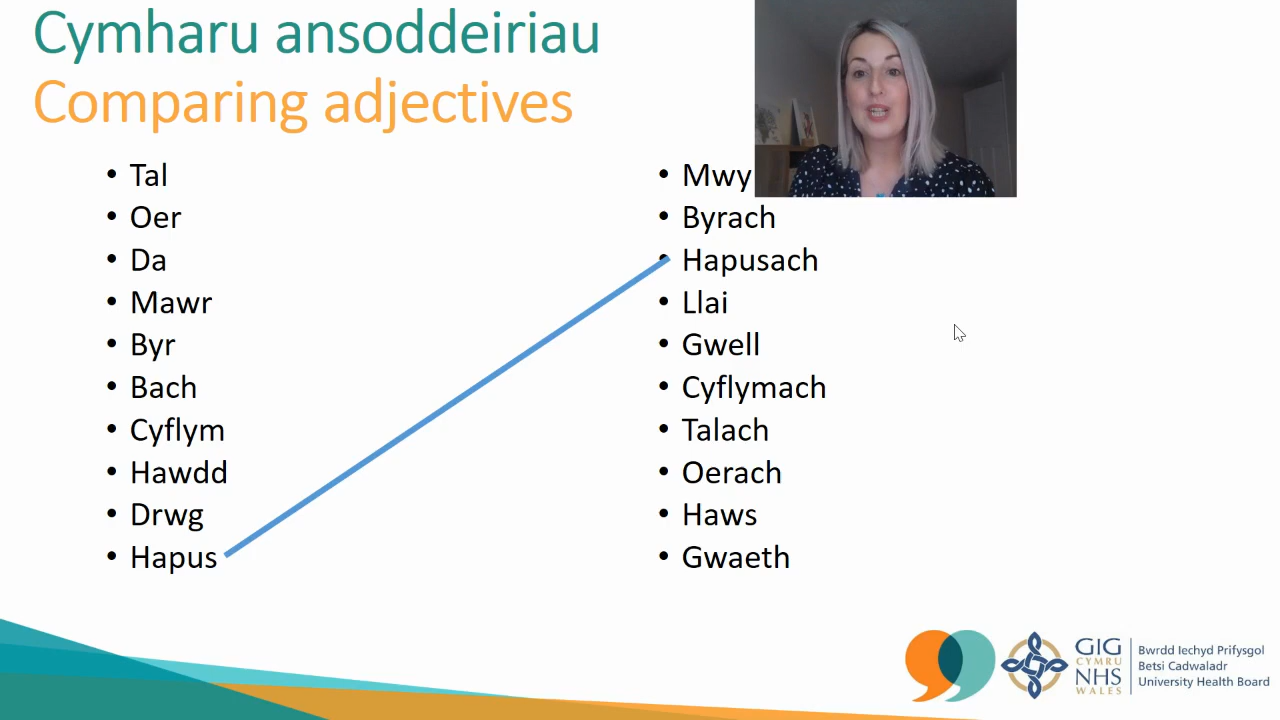 Cymharu ansoddeiriau
Comparing adjectives
• Tal
• Oer
• Da
• Mawr
• Byr
• Bach
• Cyflym
• Hawdd
• Drwg
• Hapus
• Mwy
• Byrach
• Hapusach
• Llai
• Gwell
• Cyflymach
• Talach
• Oerach
• Haws
• Gwaeth
GIG
CYMRU
NHS
WALES
Bwrdd Iechyd Prifysgol
Betsi Cadwaladr
University Health Board